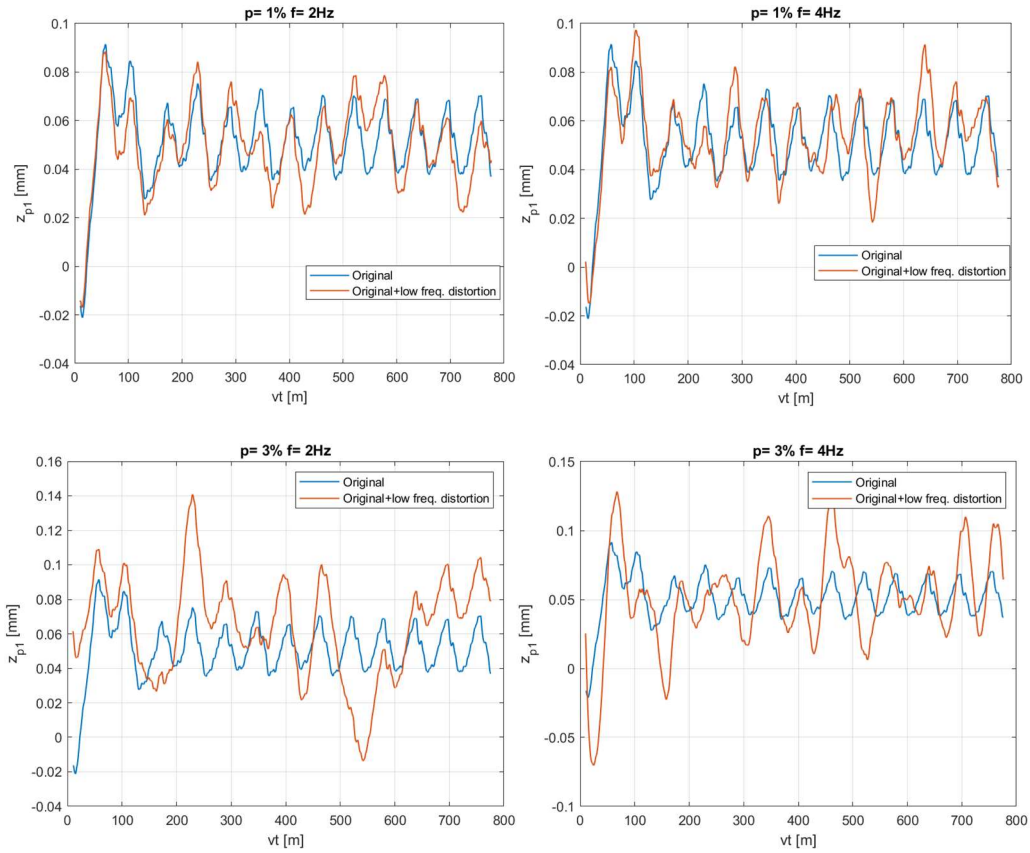 p= 1% f= 2Hz
0.1
0.08
0.06
0.04
0.02
0
-0.02
-0.04
z_p1 [mm]
Original
Original+low freq. distortion
0 100 200 300 400 500 600 700 800
vt [m]
p= 1% f= 4Hz
0.1
0.08
0.06
0.04
0.02
0
-0.02
-0.04
z_p1 [mm]
Original
Original+low freq. distortion
0 100 200 300 400 500 600 700 800
vt [m]
p= 3% f= 2Hz
0.16
0.14
0.12
0.1
0.08
0.06
0.04
0.02
0
-0.02
-0.04
z_p1 [mm]
Original
Original+low freq. distortion
0 100 200 300 400 500 600 700 800
vt [m]
p= 3% f= 4Hz
0.15
0.1
0.05
0
-0.05
-0.1
z_p1 [mm]
Original
Original+low freq. distortion
0 100 200 300 400 500 600 700 800
vt [m]